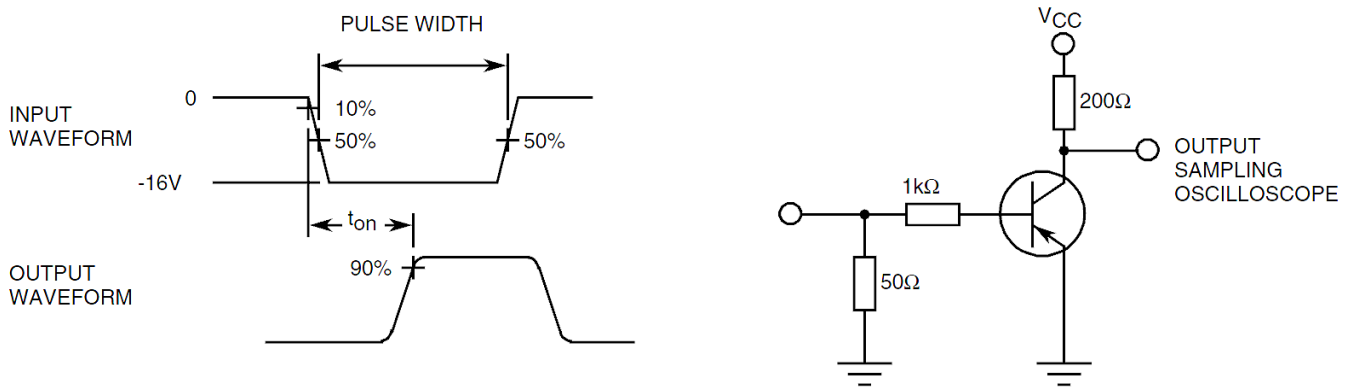 PULSE WIDTH
0
INPUT
WAVEFORM
10%
50%
50%
-16V
ton
90%
OUTPUT
WAVEFORM
VCC
200Ω
OUTPUT
SAMPLING
OSCILLOSCOPE
1kΩ
50Ω